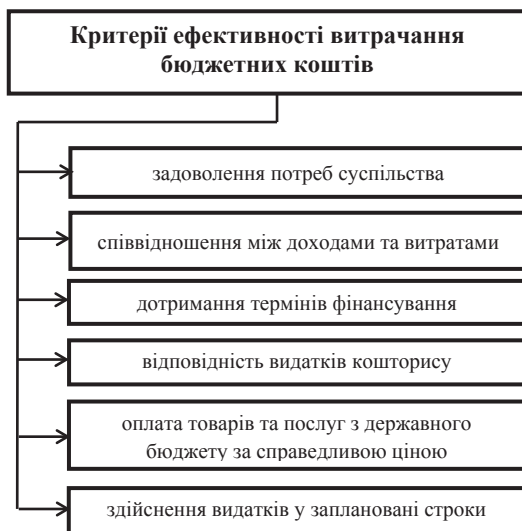 Критерії ефективності витрачання
бюджетних коштів
задоволення потреб суспільства
співвідношення між доходами та витратами
дотримання термінів фінансування
відповідність видатків кошторису
оплата товарів та послуг з державного
бюджету за справедливою ціною
здійснення видатків у заплановані строки